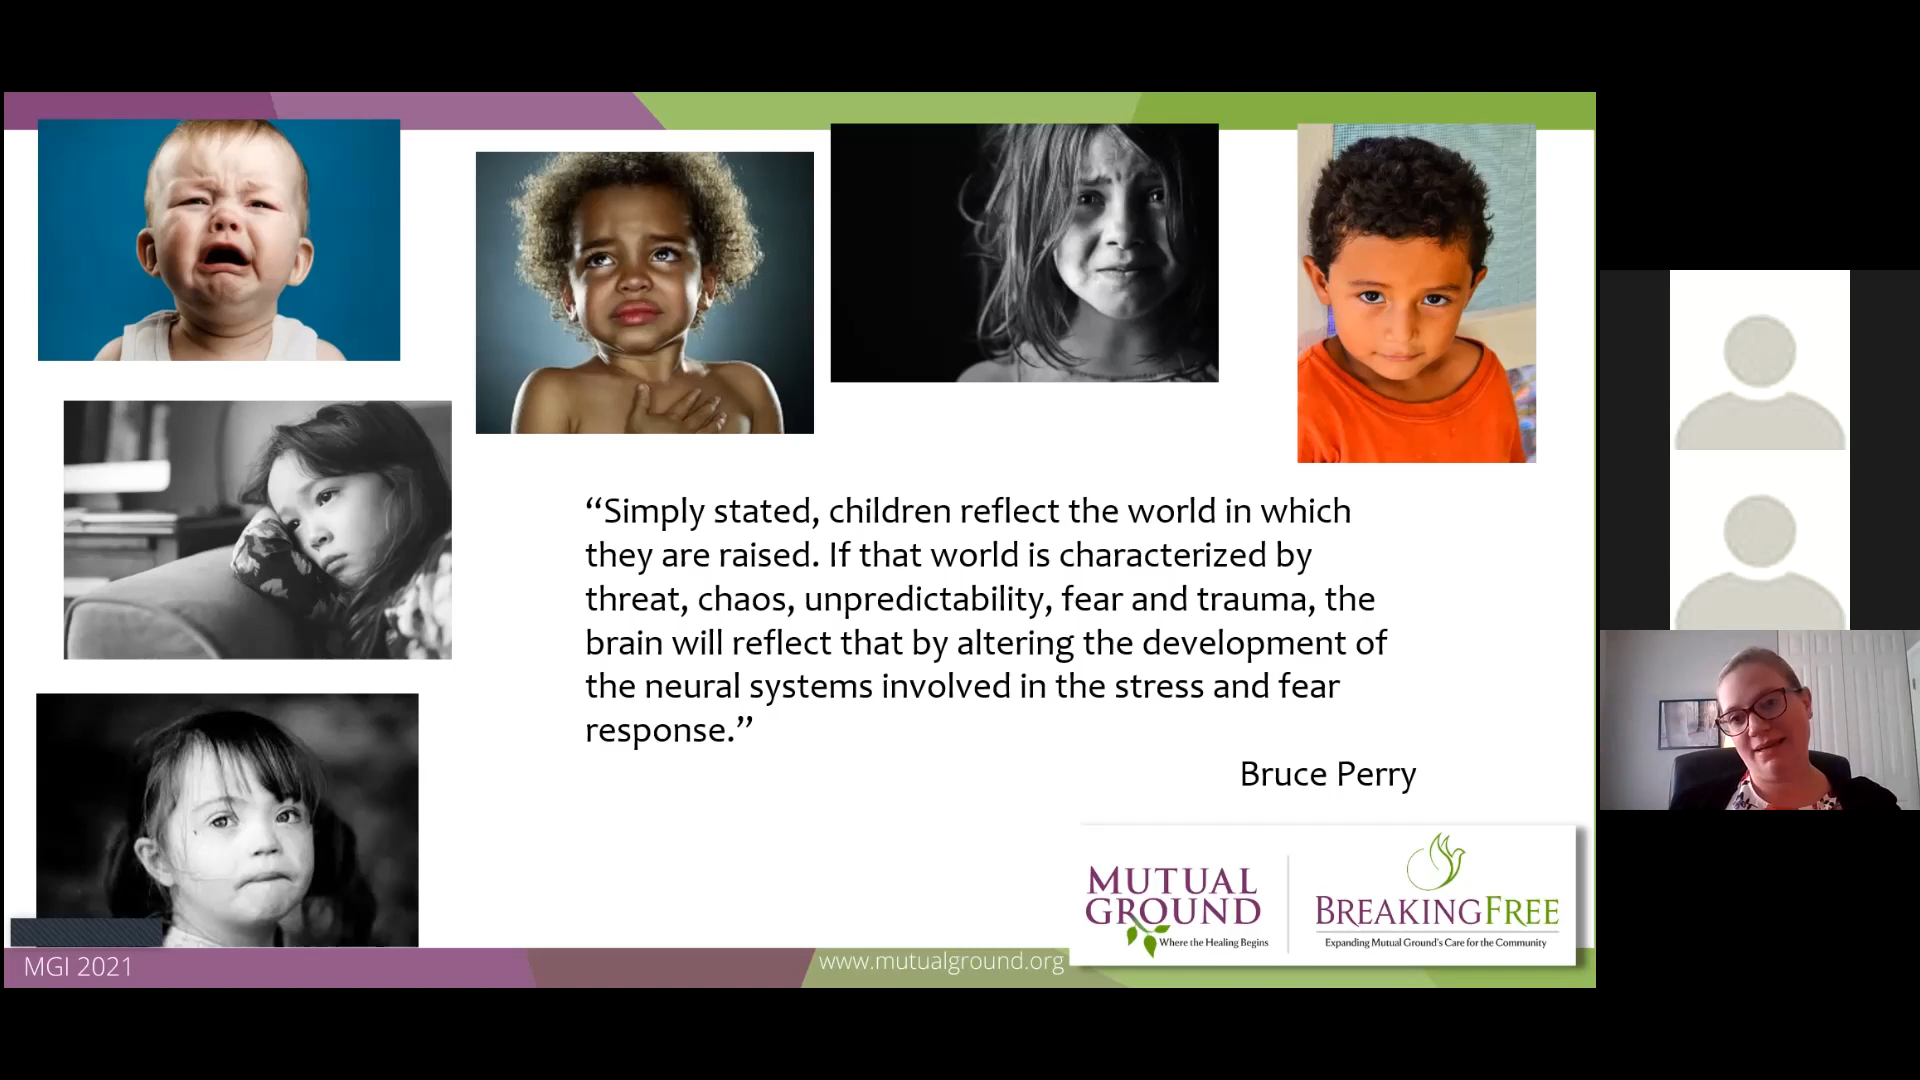 “Simply stated, children reflect the world in which
they are raised. If that world is characterized by
threat, chaos, unpredictability, fear and trauma, the
brain will reflect that by altering the development of
the neural systems involved in the stress and fear
response.”
Bruce Perry
MUTUAL
GROUND
Where the Healing Begins
BREAKINGFREE
Expanding Mutual Ground's Care for the Community
MGI 2021
www.mutualground.org